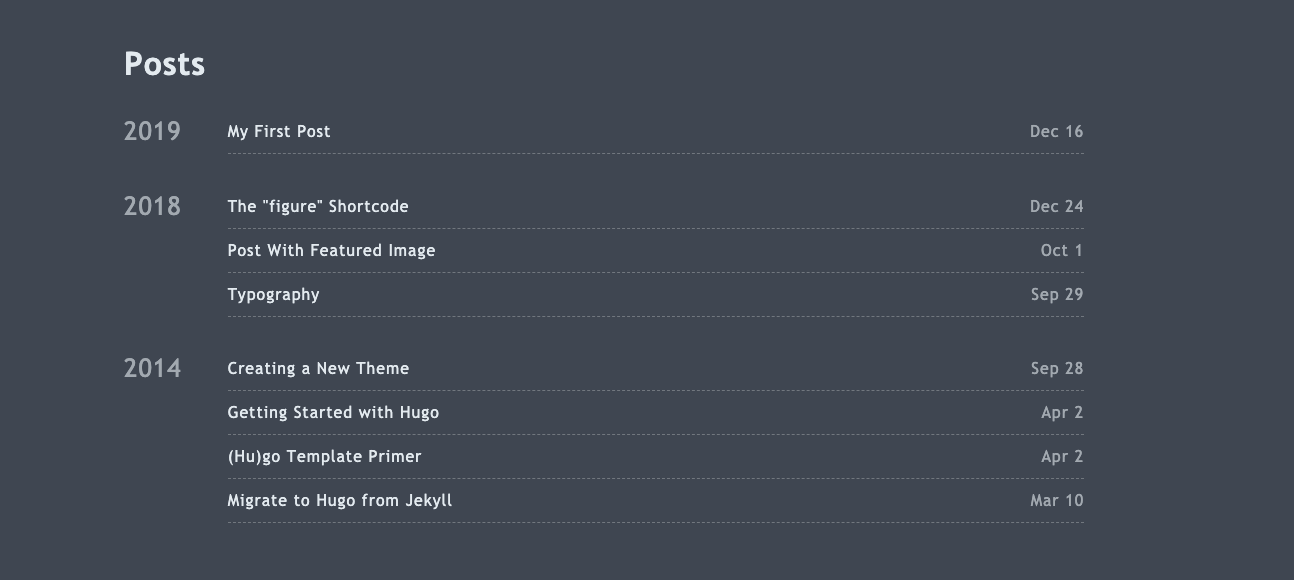 Posts
2019 My First Post Dec 16
2018 The "figure" Shortcode Dec 24
Post With Featured Image Oct 1
Typography Sep 29
2014 Creating a New Theme Sep 28
Getting Started with Hugo Apr 2
(Hu)go Template Primer Apr 2
Migrate to Hugo from Jekyll Mar 10